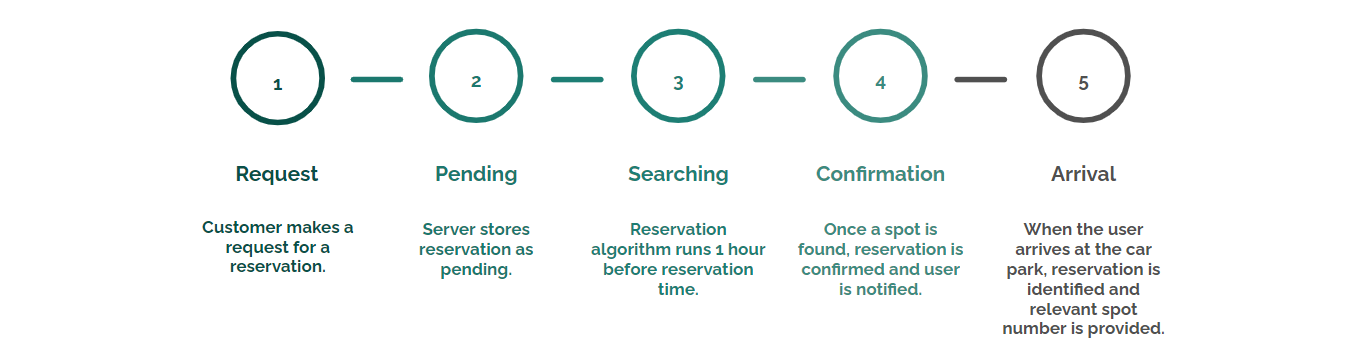 1
2
3
4
5
Request
Pending
Searching
Confirmation
Arrival
Customer makes a
request for a
reservation.
Server stores
reservation as
pending.
Reservation
algorithm runs 1 hour
before reservation
time.
Once a spot is
found, reservation is
confirmed and user
is notified.
When the user
arrives at the car
park, reservation is
identified and
relevant spot
number is provided.